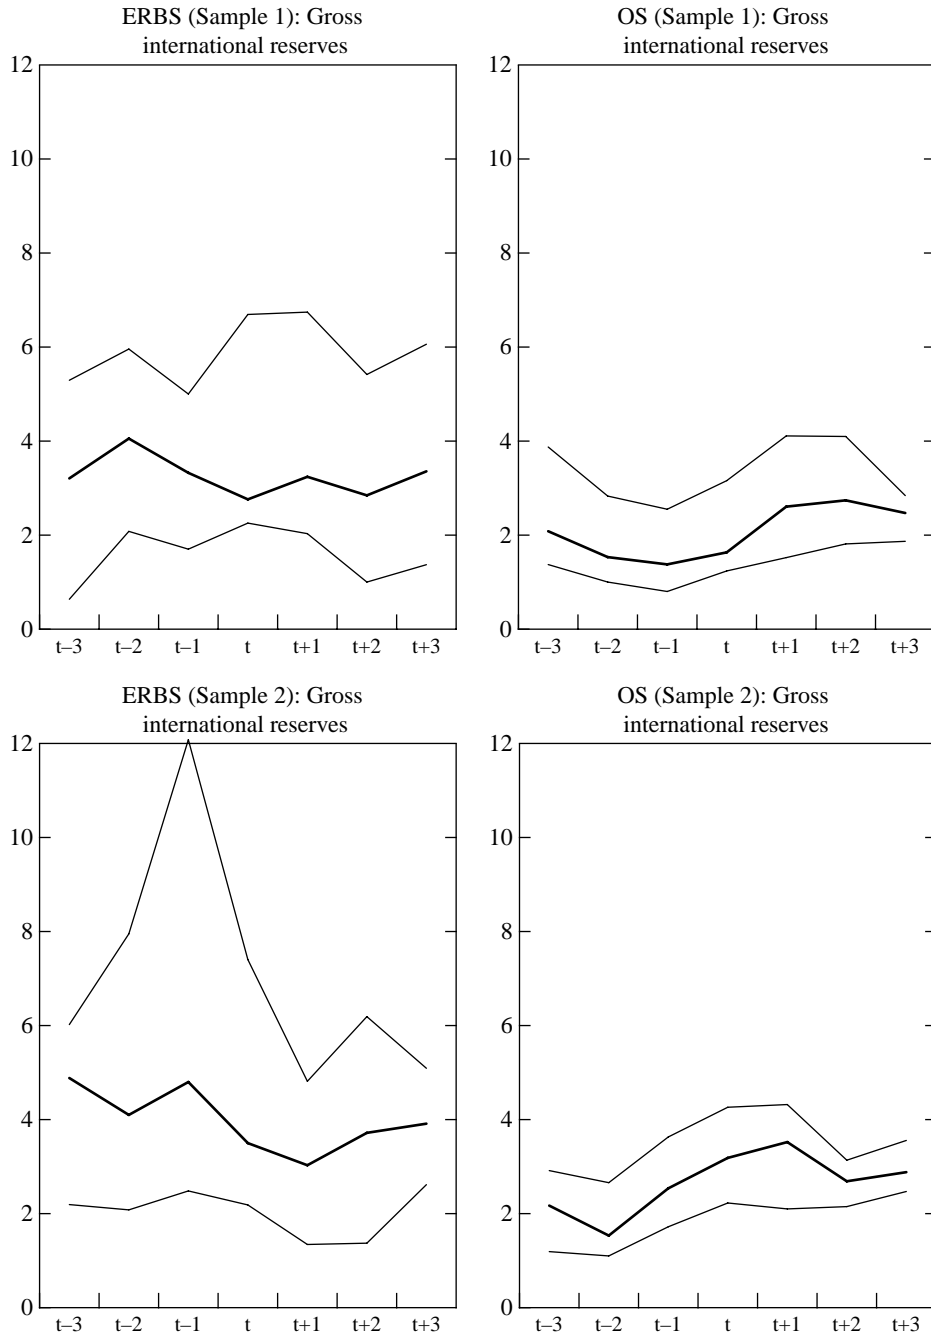 ERBS (Sample 1): Gross
international reserves
12
10
8
6
4
2
0
t–3 t–2 t–1 t t+1 t+2 t+3
OS (Sample 1): Gross
international reserves
12
10
8
6
4
2
0
t–3 t–2 t–1 t t+1 t+2 t+3
ERBS (Sample 2): Gross
international reserves
12
10
8
6
4
2
0
t–3 t–2 t–1 t t+1 t+2 t+3
OS (Sample 2): Gross
international reserves
12
10
8
6
4
2
0
t–3 t–2 t–1 t t+1 t+2 t+3